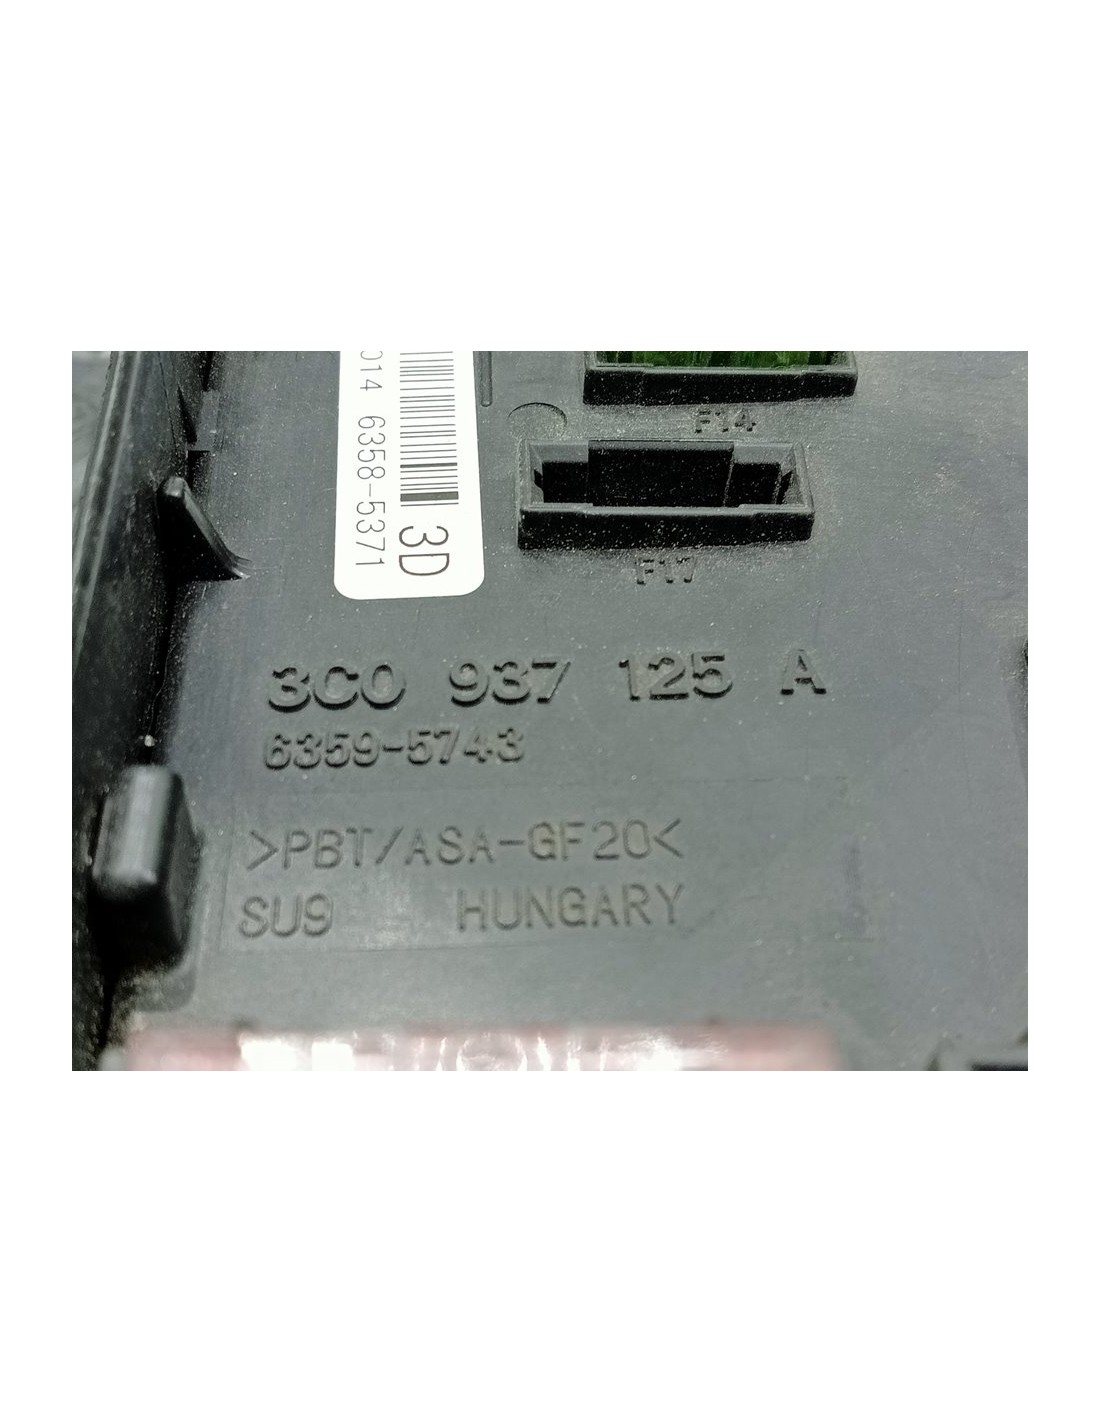 014 6358-5371
3D
F14
F17
3C0 937 125 A
6359-5743
>PBT/ASA-GF20<
SU9 HUNGARY